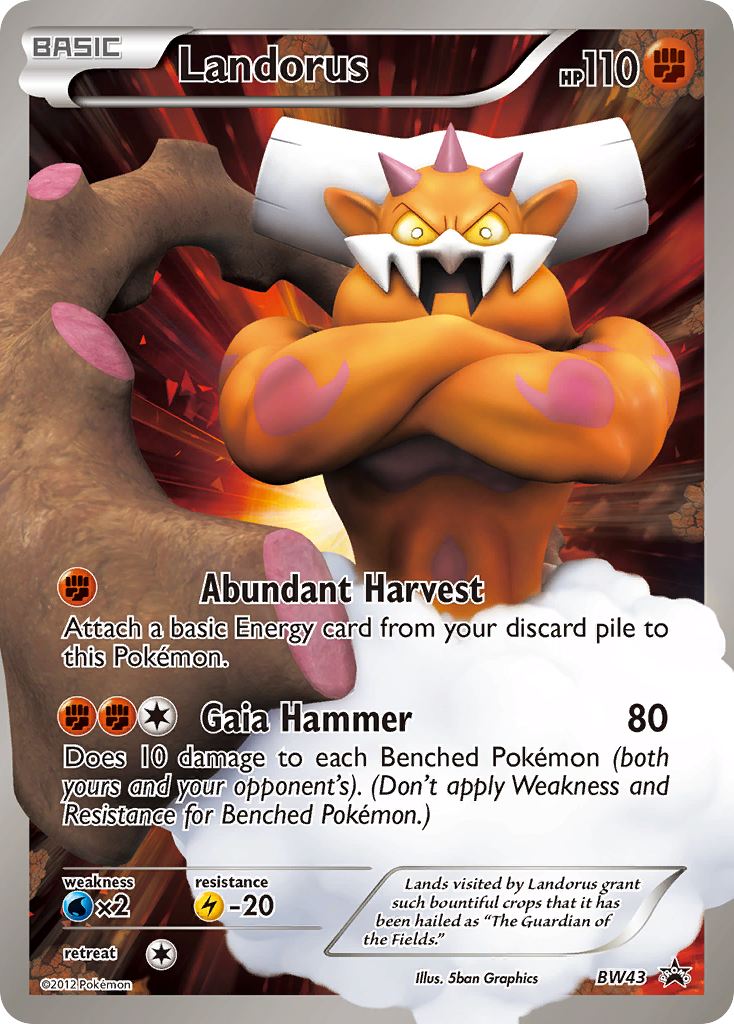 BASIC
Landorus
HP110
Abundant Harvest
Attach a basic Energy card from your discard pile to
this Pokémon.
Gaia Hammer 80
Does 10 damage to each Benched Pokémon (both
yours and your opponent's). (Don't apply Weakness and
Resistance for Benched Pokémon.)
weakness
×2
resistance
-20
retreat
Lands visited by Landorus grant
such bountiful crops that it has
been hailed as “The Guardian of
the Fields.”
©2012 Pokémon
Illus. 5ban Graphics
BW43
PROMO